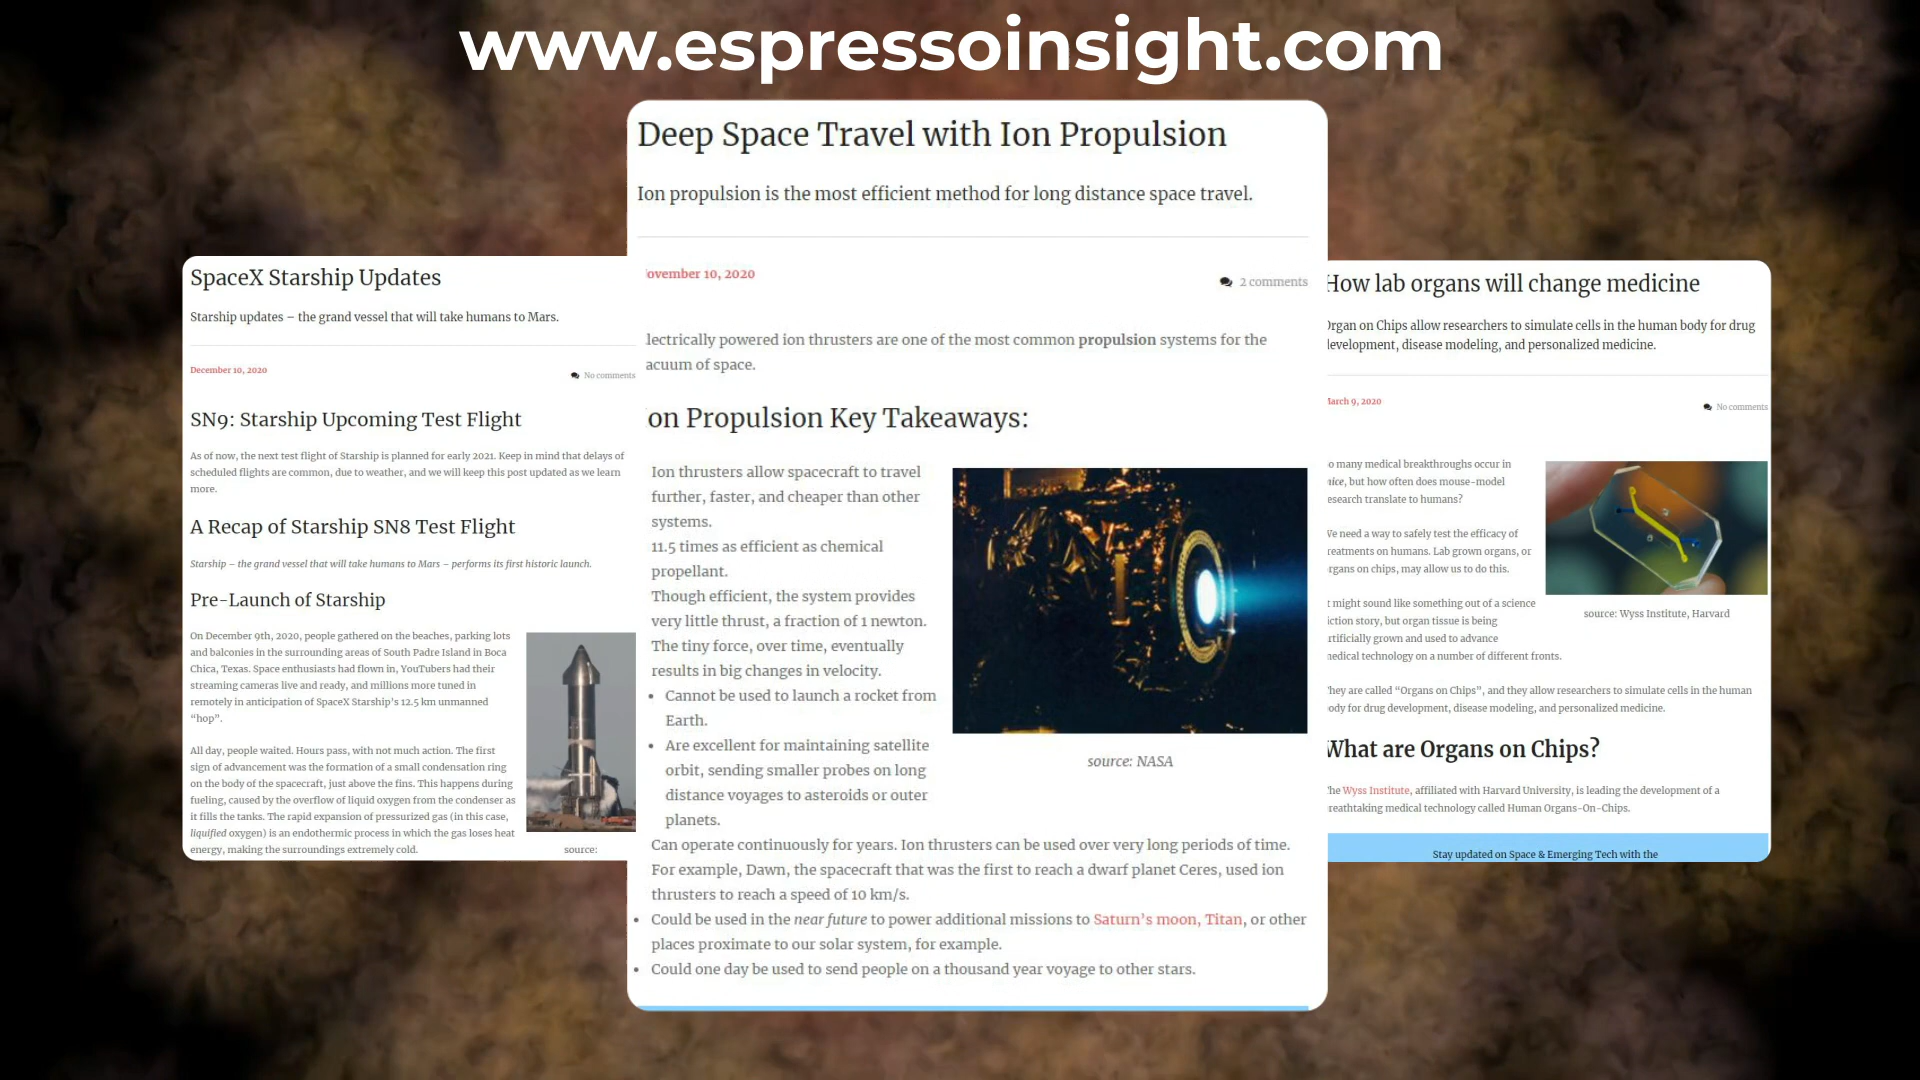 www.espressoinsight.com
SpaceX Starship Updates
Starship updates – the grand vessel that will take humans to Mars.
December 10, 2020
No comments
SN9: Starship Upcoming Test Flight
As of now, the next test flight of Starship is planned for early 2021. Keep in mind that delays of
scheduled flights are common, due to weather, and we will keep this post updated as we learn
more.
A Recap of Starship SN8 Test Flight
Starship – the grand vessel that will take humans to Mars – performs its first historic launch.
Pre-Launch of Starship
On December 9th, 2020, people gathered on the beaches, parking lots
and balconies in the surrounding areas of South Padre Island in Boca
Chica, Texas. Space enthusiasts had flown in, YouTubers had their
streaming cameras live and ready, and millions more tuned in
remotely in anticipation of SpaceX Starship's 12.5 km unmanned
“hop”.
All day, people waited. Hours pass, with not much action. The first
sign of advancement was the formation of a small condensation ring
on the body of the spacecraft, just above the fins. This happens during
fueling, caused by the overflow of liquid oxygen from the condenser as
it fills the tanks. The rapid expansion of pressurized gas (in this case,
liquified oxygen) is an endothermic process in which the gas loses heat
energy, making the surroundings extremely cold.
source:
Deep Space Travel with Ion Propulsion
Ion propulsion is the most efficient method for long distance space travel.
ovember 10, 2020
2 comments
lectrically powered ion thrusters are one of the most common propulsion systems for the
acuum of space.
on Propulsion Key Takeaways:
Ion thrusters allow spacecraft to travel
further, faster, and cheaper than other
systems.
11.5 times as efficient as chemical
propellant.
Though efficient, the system provides
very little thrust, a fraction of 1 newton.
The tiny force, over time, eventually
results in big changes in velocity.
• Cannot be used to launch a rocket from
Earth.
• Are excellent for maintaining satellite
orbit, sending smaller probes on long
distance voyages to asteroids or outer
planets.
source: NASA
Can operate continuously for years. Ion thrusters can be used over very long periods of time.
For example, Dawn, the spacecraft that was the first to reach a dwarf planet Ceres, used ion
thrusters to reach a speed of 10 km/s.
• Could be used in the near future to power additional missions to Saturn's moon, Titan, or other
places proximate to our solar system, for example.
• Could one day be used to send people on a thousand year voyage to other stars.
How lab organs will change medicine
Organ on Chips allow researchers to simulate cells in the human body for drug
development, disease modeling, and personalized medicine.
March 9, 2020
No comments
o many medical breakthroughs occur in
nice, but how often does mouse-model
esearch translate to humans?
We need a way to safely test the efficacy of
reatments on humans. Lab grown organs, or
rgans on chips, may allow us to do this.
t might sound like something out of a science
iction story, but organ tissue is being
rtificially grown and used to advance
medical technology on a number of different fronts.
source: Wyss Institute, Harvard
They are called “Organs on Chips”, and they allow researchers to simulate cells in the human
ody for drug development, disease modeling, and personalized medicine.
What are Organs on Chips?
The Wyss Institute, affiliated with Harvard University, is leading the development of a
reathtaking medical technology called Human Organs-On-Chips.
Stay updated on Space & Emerging Tech with the